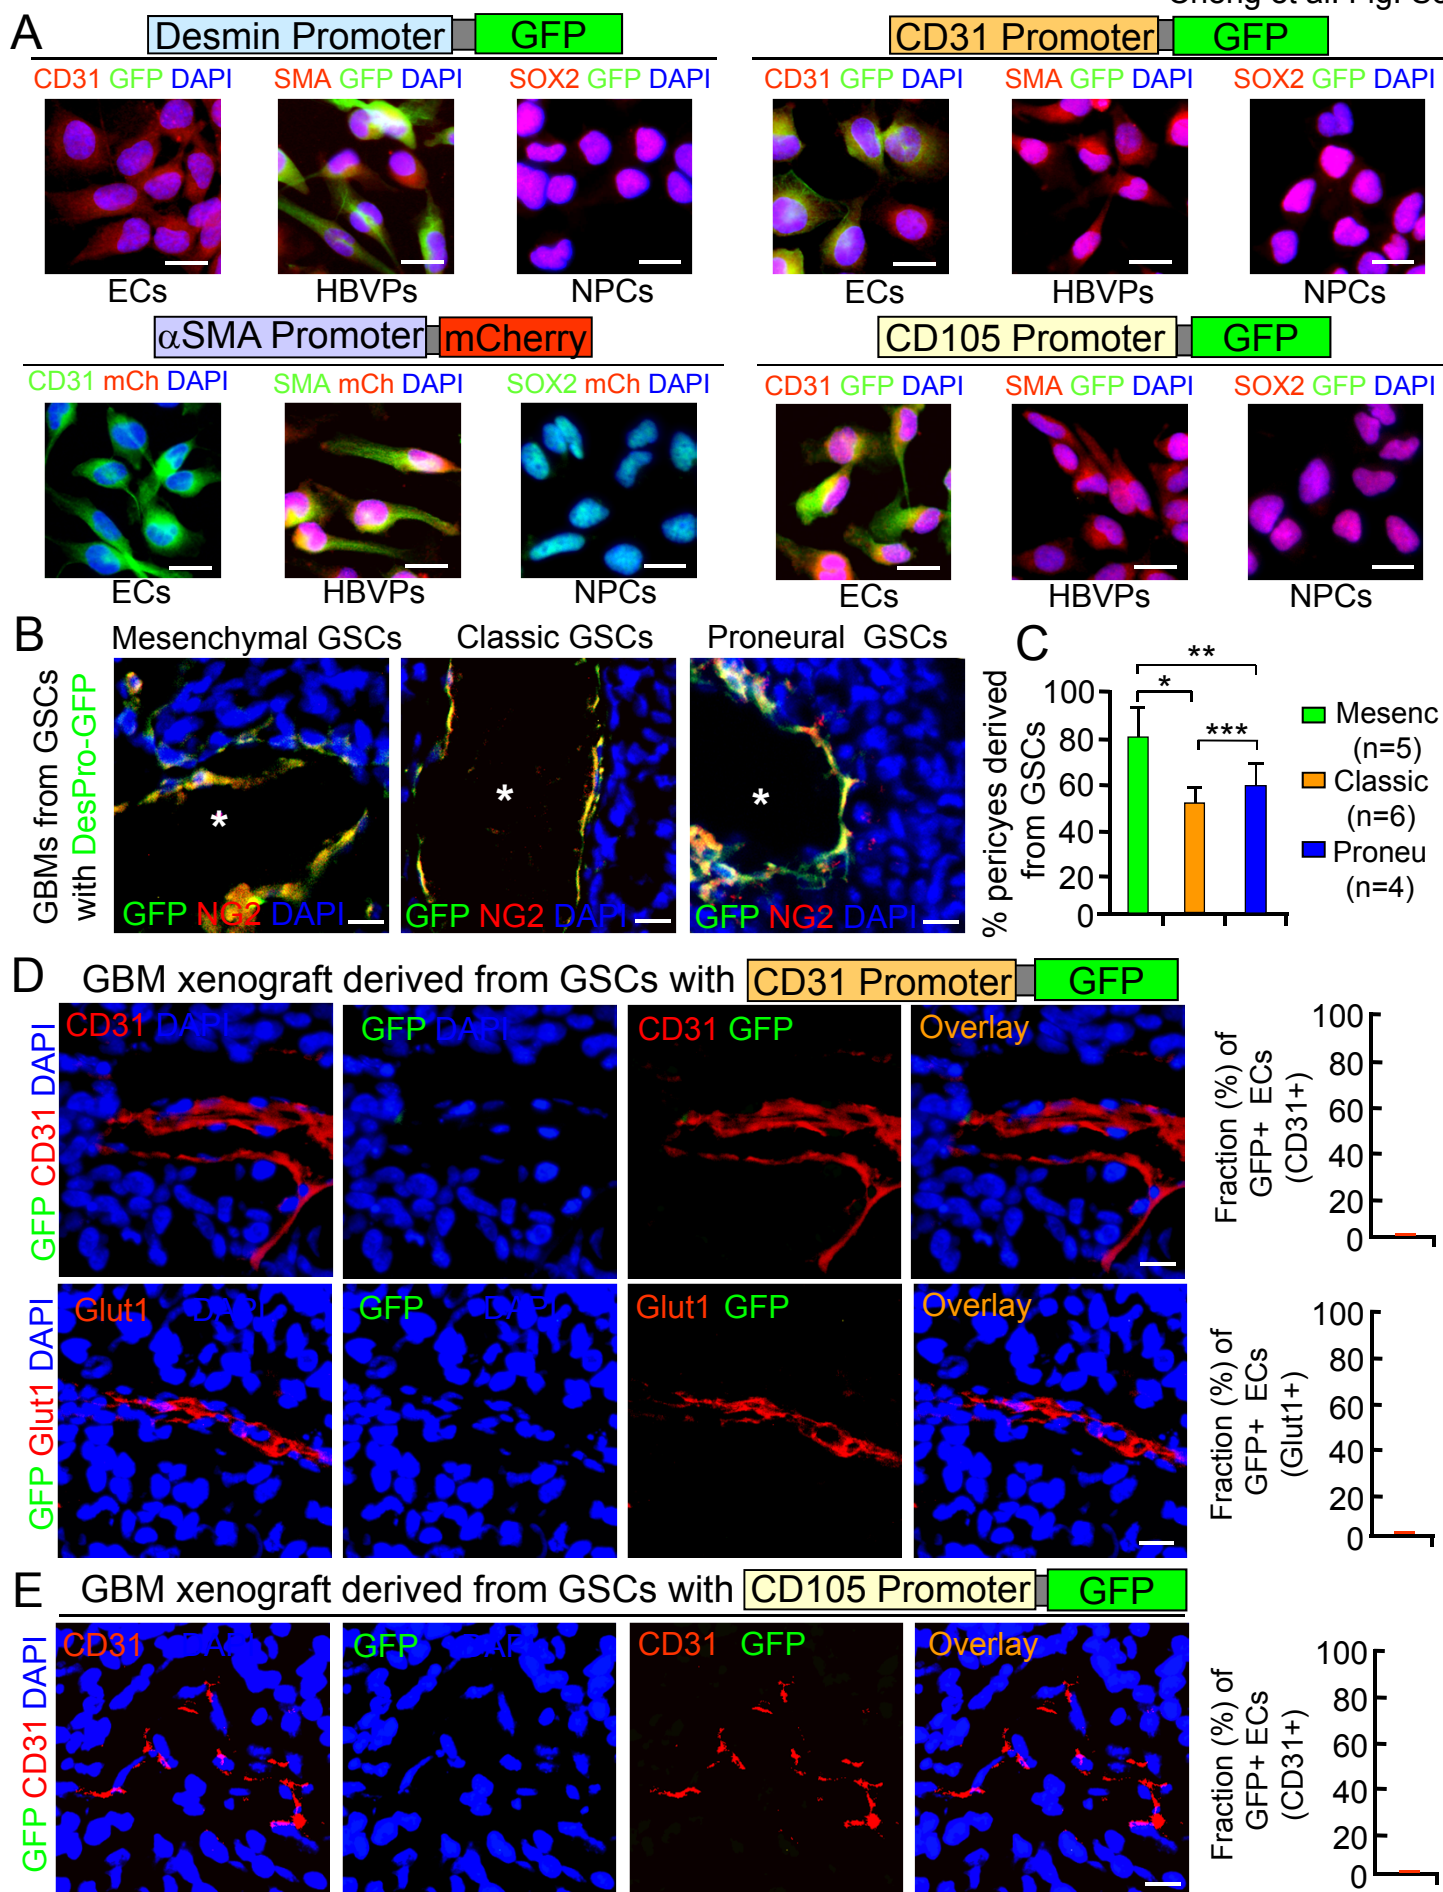 A
Desmin Promoter GFP
CD31 GFP DAPI
SMA GFP DAPI
SOX2 GFP DAPI
ECs
HBVPs
NPCs
CD31 Promoter GFP
CD31 GFP DAPI
SMA GFP DAPI
SOX2 GFP DAPI
ECs
HBVPs
NPCs
αSMA Promoter mCherry
CD31 mCh DAPI
SMA mCh DAPI
SOX2 mCh DAPI
ECs
HBVPs
NPCs
CD105 Promoter GFP
CD31 GFP DAPI
SMA GFP DAPI
SOX2 GFP DAPI
ECs
HBVPs
NPCs
B
Mesenchymal GSCs
Classic GSCs
Proneural GSCs
GBMs from GSCs
with DesPro-GFP
*
*
*
GFP NG2 DAPI
GFP NG2 DAPI
GFP NG2 DAPI
C
% pericyes derived
from GSCs
100
80
60
40
20
0
**
*
***
Mesenc
(n=5)
Classic
(n=6)
Proneu
(n=4)
D
GBM xenograft derived from GSCs with CD31 Promoter GFP
GFP CD31 DAPI
CD31 DAPI
GFP DAPI
CD31 GFP
Overlay
Fraction (%) of
GFP+ ECs
(CD31+)
100
80
60
40
20
0
GFP Glut1 DAPI
Glut1 DAPI
GFP DAPI
Glut1 GFP
Overlay
Fraction (%) of
GFP+ ECs
(Glut1+)
100
80
60
40
20
0
E
GBM xenograft derived from GSCs with CD105 Promoter GFP
GFP CD31 DAPI
CD31 DAPI
GFP DAPI
CD31 GFP
Overlay
Fraction (%) of
GFP+ ECs
(CD31+)
100
80
60
40
20
0